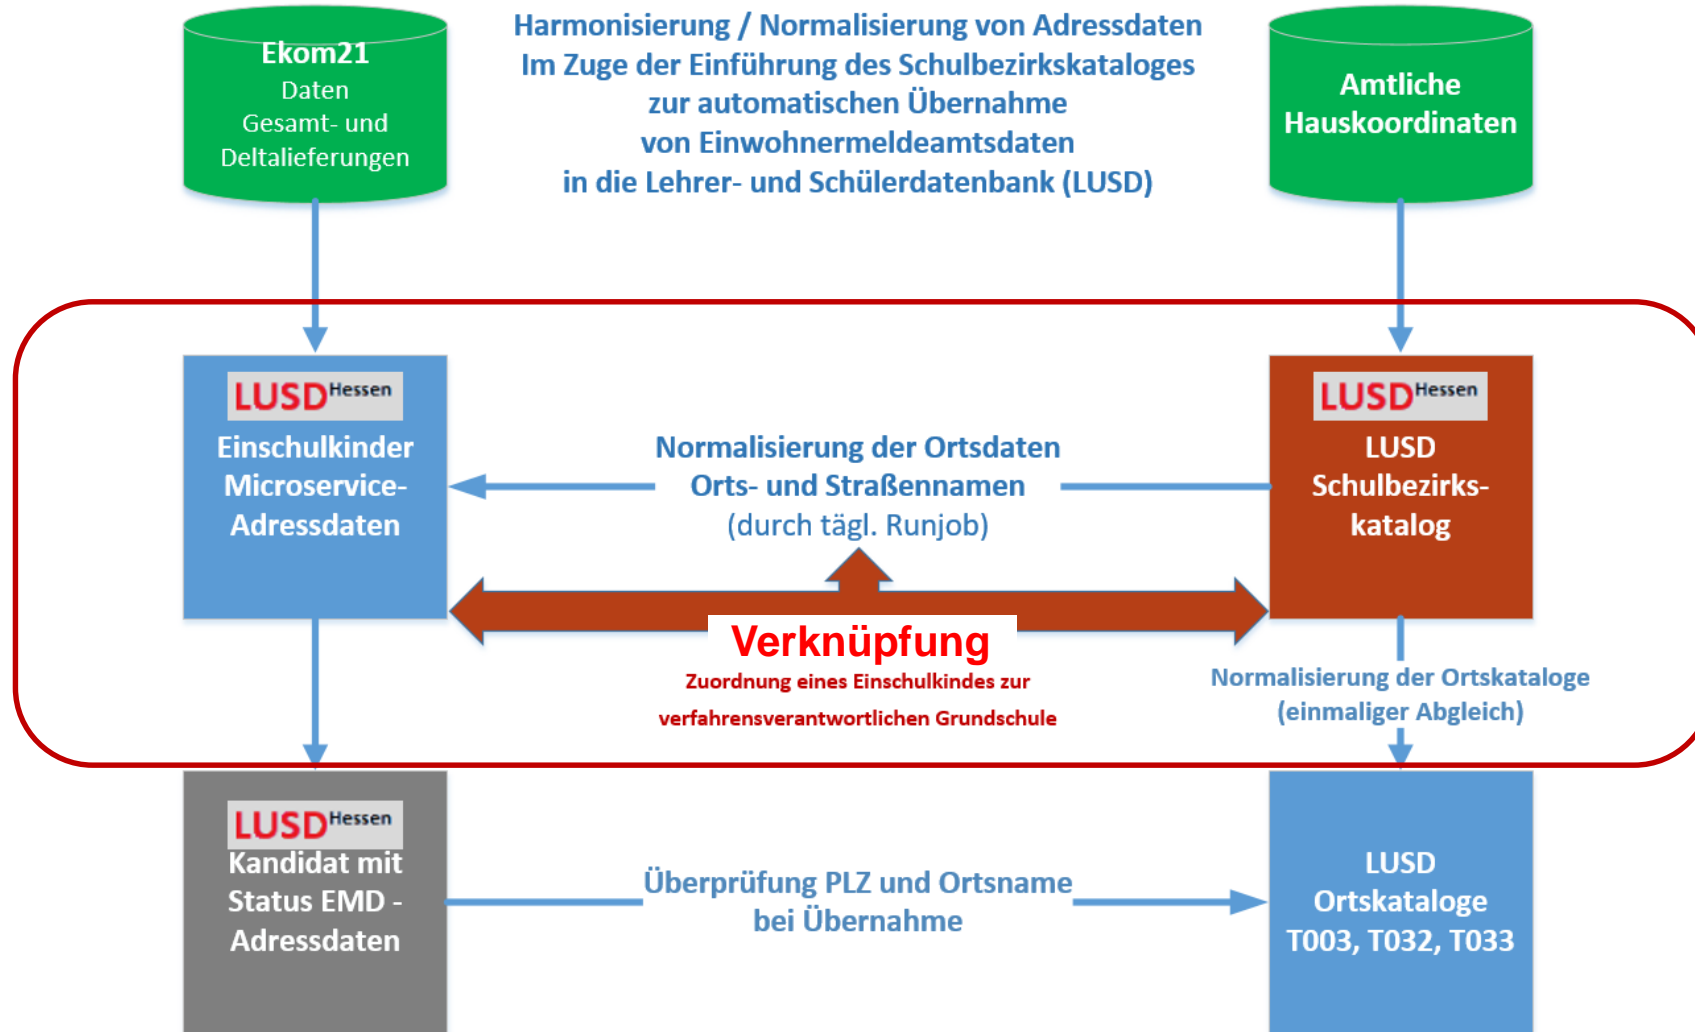 Harmonisierung / Normalisierung von Adressdaten
Im Zuge der Einführung des Schulbezirkskataloges
zur automatischen Übernahme
von Einwohnermeldeamtsdaten
in die Lehrer- und Schülerdatenbank (LUSD)
Ekom21
Daten
Gesamt- und
Deltalieferungen
Amtliche
Hauskoordinaten
LUSD Hessen
Einschulkinder
Microservice-
Adressdaten
Normalisierung der Ortsdaten
Orts- und Straßennamen
(durch tägl. Runjob)
LUSD Hessen
LUSD
Schulbezirks-
katalog
Verknüpfung
Zuordnung eines Einschulkindes zur
verfahrensverantwortlichen Grundschule
Normalisierung der Ortskataloge
(einmaliger Abgleich)
LUSD Hessen
Kandidat mit
Status EMD -
Adressdaten
Überprüfung PLZ und Ortsname
bei Übernahme
LUSD
Ortskataloge
T003, T032, T033